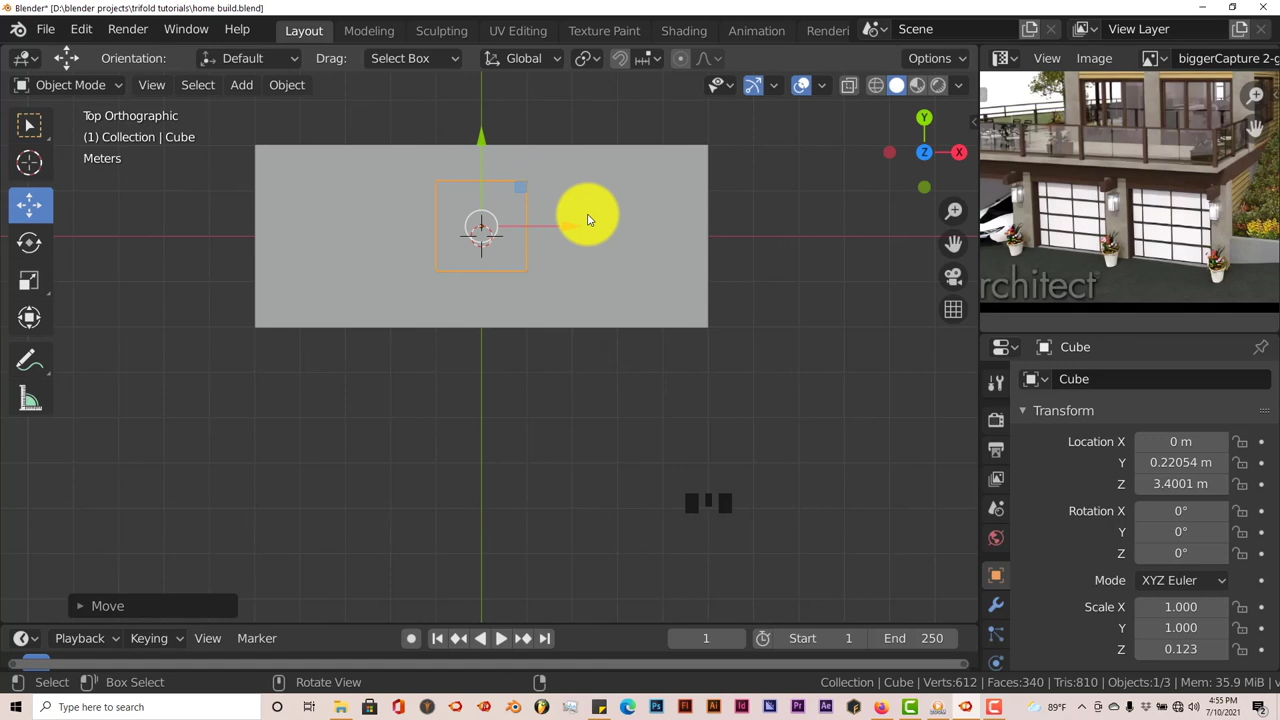 Blender* [D:\blender projects\trifold tutorials\home build.blend]
File Edit Render Window Help Layout Modeling Sculpting UV Editing Texture Paint Shading Animation Renderi Scene View Layer
Orientation: Default Drag: Select Box Global Options View Image biggerCapture 2-g
Object Mode View Select Add Object
Top Orthographic
(1) Collection | Cube
Meters
Y
Z X
architect
Cube
Cube
Transform
Location X 0 m
Y 0.22054 m
Z 3.4001 m
Rotation X 0°
Y 0°
Z 0°
Mode XYZ Euler
Scale X 1.000
Y 1.000
Z 0.123
Move
Playback Keying View Marker 1 Start 1 End 250
Select Box Select Rotate View Collection | Cube | Verts:612 | Faces:340 | Tris:810 | Objects:1/3 | Mem: 35.9 MiB | v
Type here to search 89°F 4:55 PM
7/10/2021